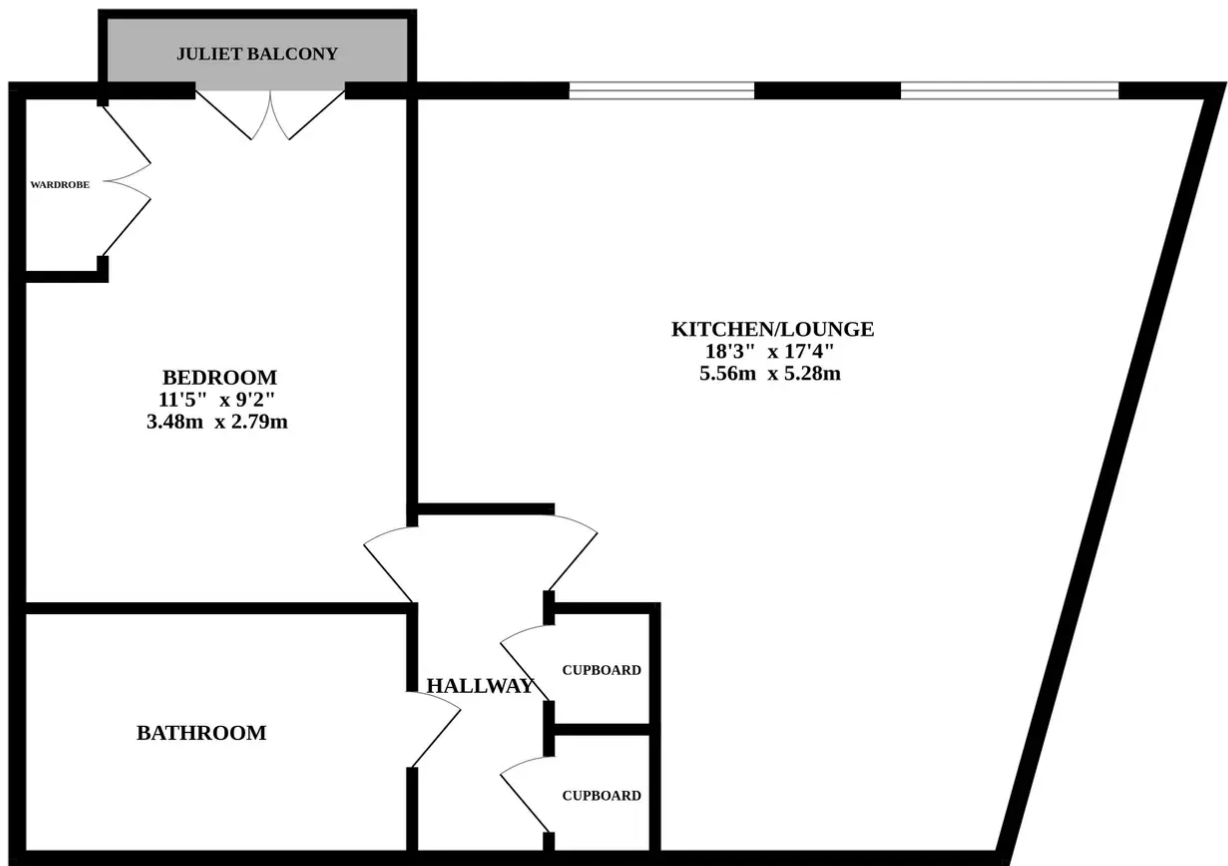 JULIET BALCONY
WARDROBE
KITCHEN/LOUNGE
18'3" x 17'4"
5.56m x 5.28m
BEDROOM
11'5" x 9'2"
3.48m x 2.79m
CUPBOARD
HALLWAY
BATHROOM
CUPBOARD